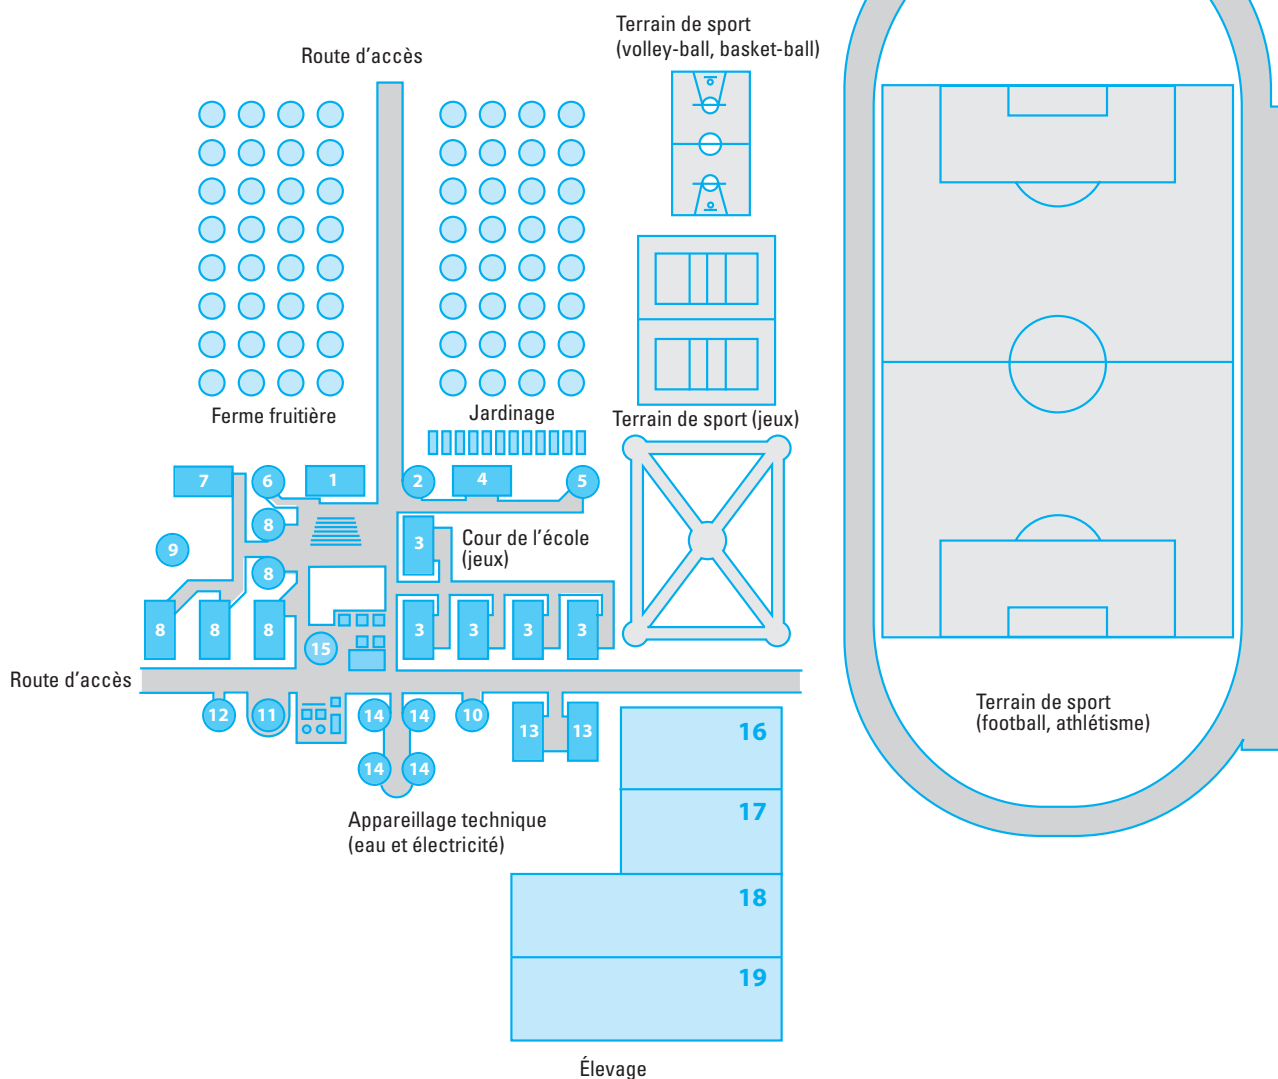 Terrain de sport
(volley-ball, basket-ball)
Route d'accès
Ferme fruitière
Jardinage
Terrain de sport (jeux)
7
6
1
2
4
5
8
3
Cour de l'école
(jeux)
9
8
8
8
8
3
3
3
3
15
Route d'accès
12
11
14
14
10
13
13
14
14
16
17
18
19
Terrain de sport
(football, athlétisme)
Appareillage technique
(eau et électricité)
Élevage